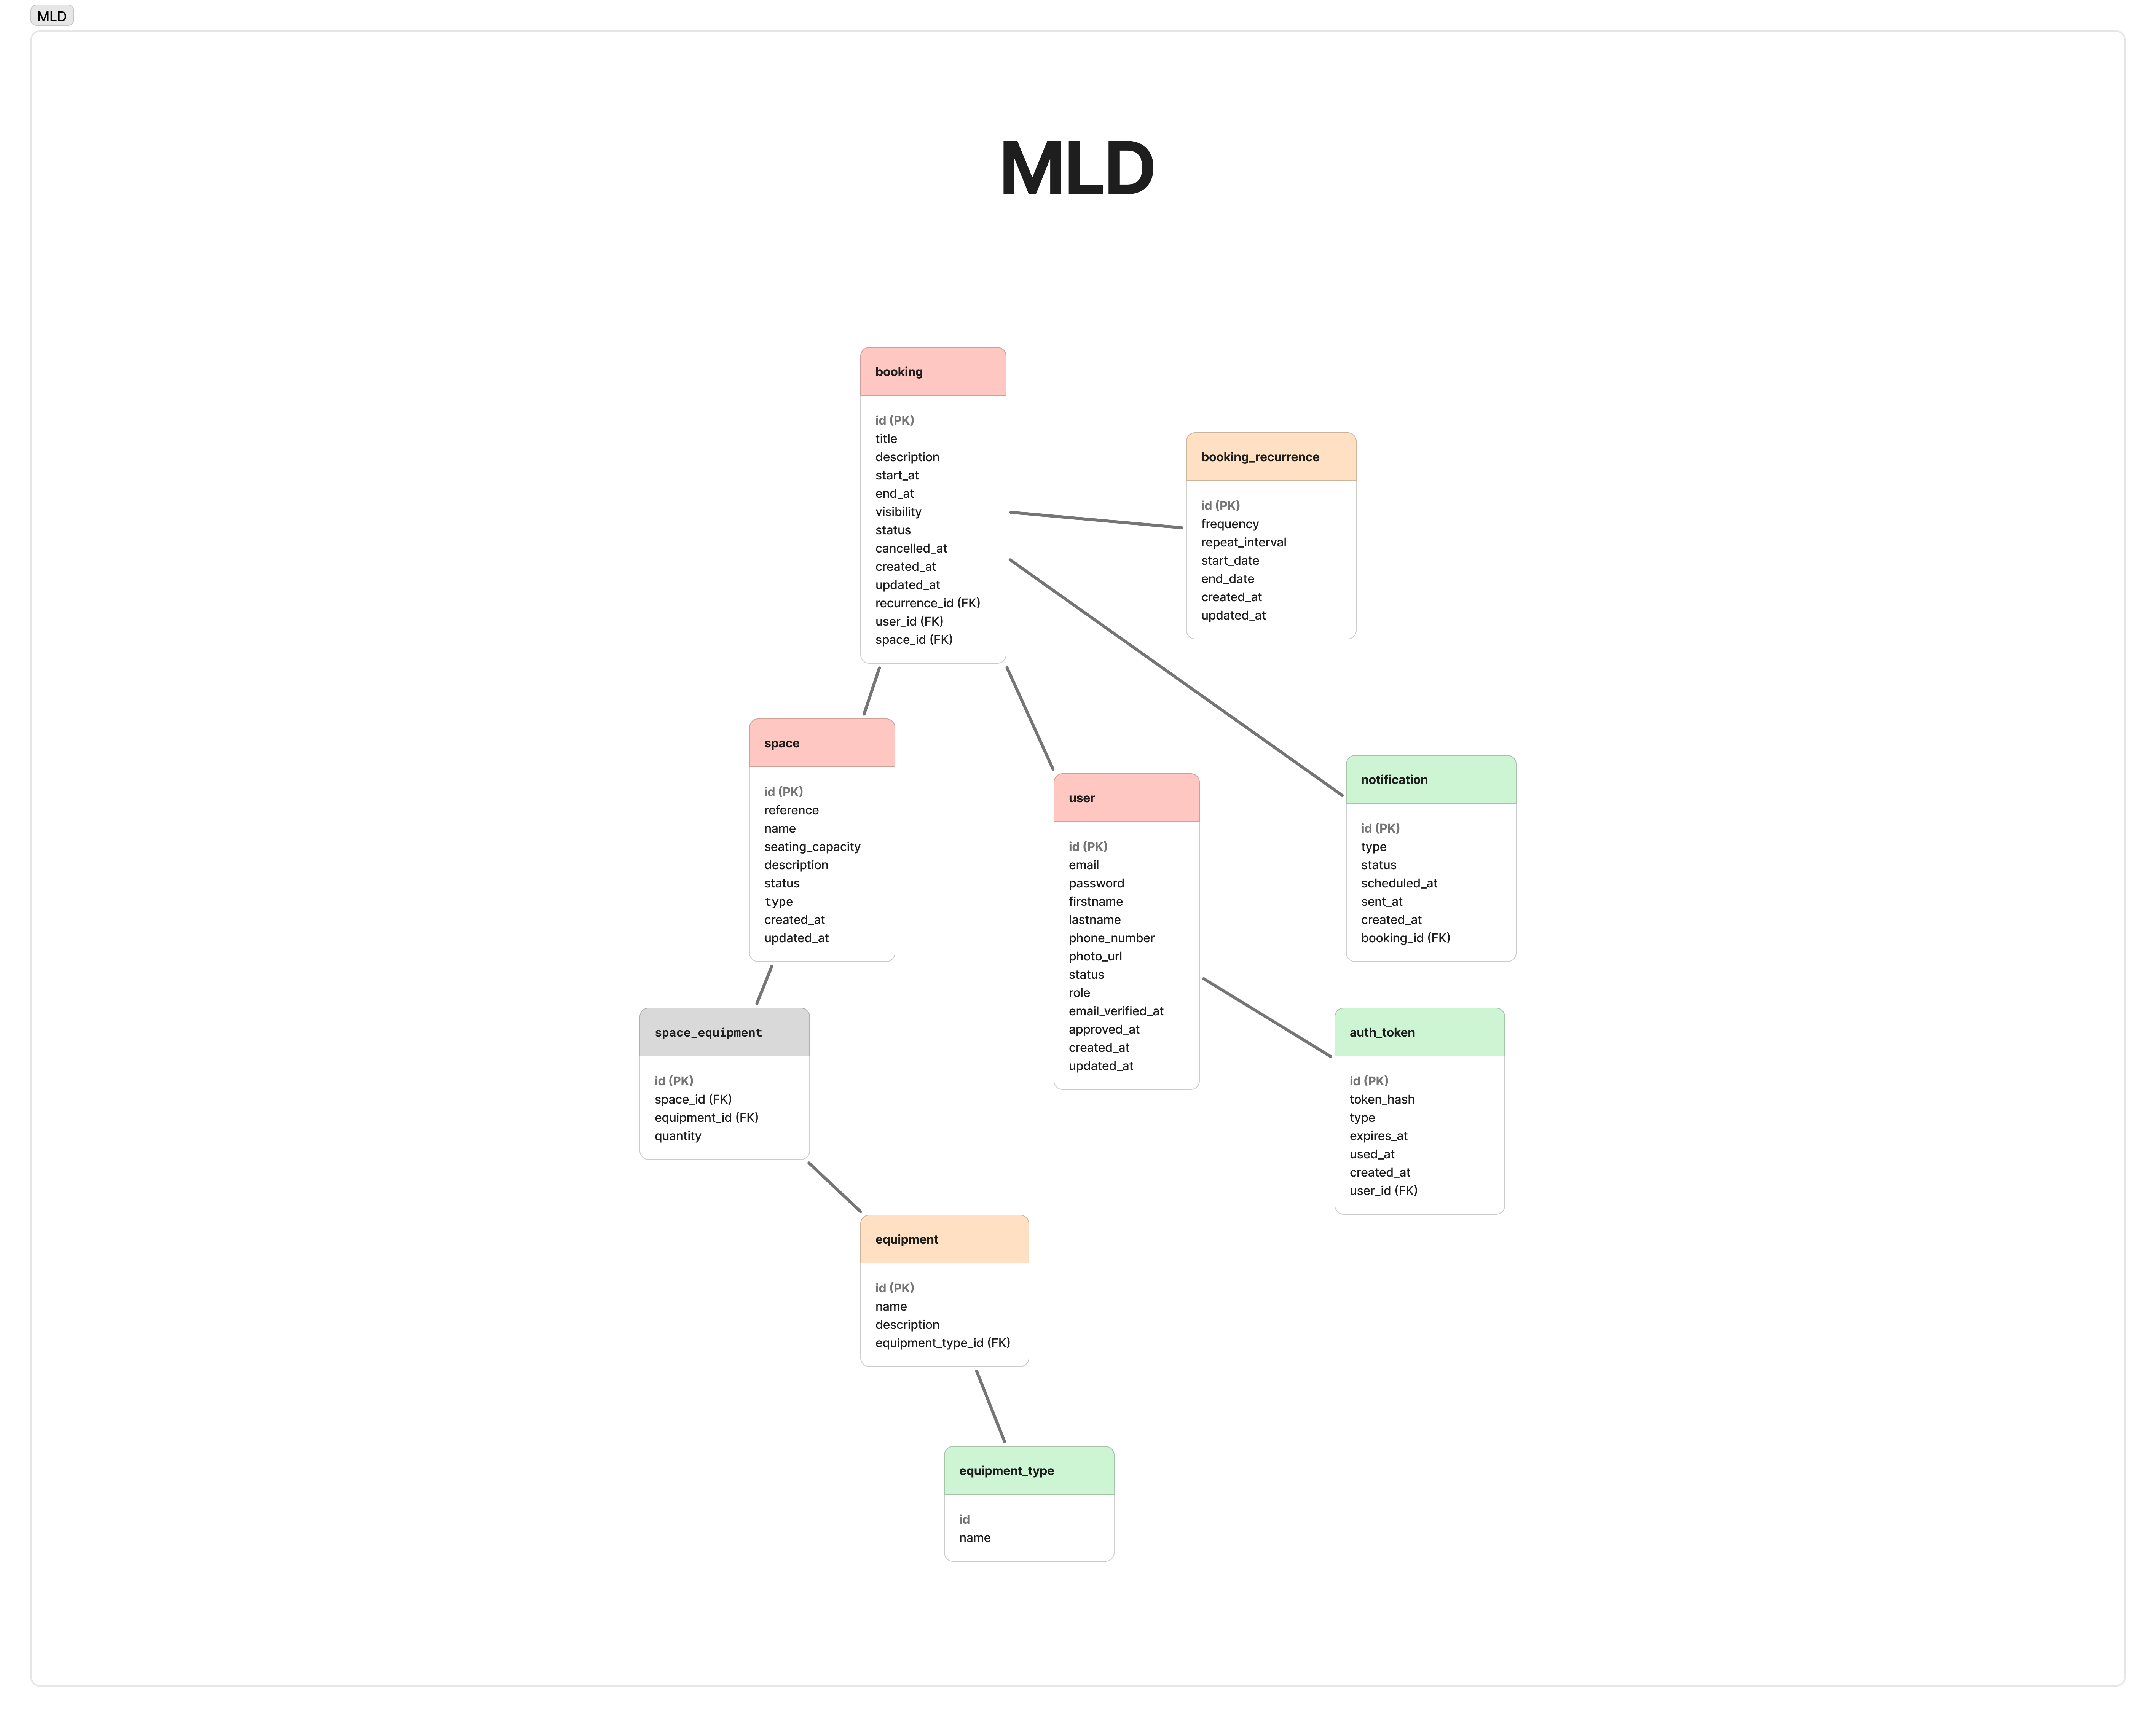 MLD
MLD
booking
id (PK)
title
description
start_at
end_at
visibility
status
cancelled_at
created_at
updated_at
recurrence_id (FK)
user_id (FK)
space_id (FK)
booking_recurrence
id (PK)
frequency
repeat_interval
start_date
end_date
created_at
updated_at
space
id (PK)
reference
name
seating_capacity
description
status
type
created_at
updated_at
user
id (PK)
email
password
firstname
lastname
phone_number
photo_url
status
role
email_verified_at
approved_at
created_at
updated_at
notification
id (PK)
type
status
scheduled_at
sent_at
created_at
booking_id (FK)
space_equipment
id (PK)
space_id (FK)
equipment_id (FK)
quantity
auth_token
id (PK)
token_hash
type
expires_at
used_at
created_at
user_id (FK)
equipment
id (PK)
name
description
equipment_type_id (FK)
equipment_type
id
name